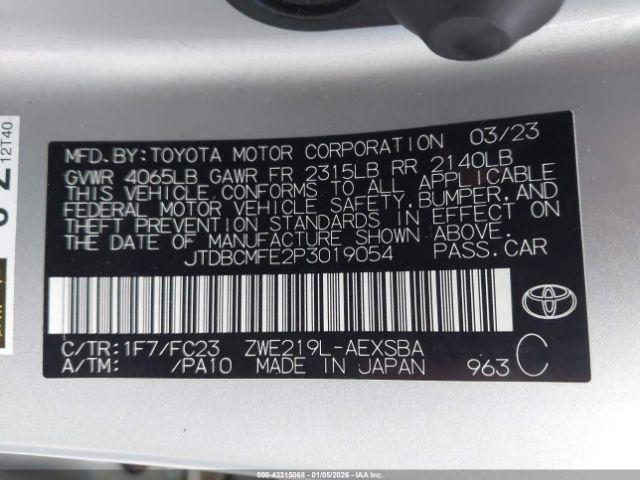 MFD.BY:TOYOTA MOTOR CORPORATION 03/23
GVWR 4065LB GAWR FR 2315LB RR 2140LB
THIS VEHICLE CONFORMS TO ALL APPLICABLE
FEDERAL MOTOR VEHICLE SAFETY,BUMPER,AND
THEFT PREVENTION STANDARDS IN EFFECT ON
THE DATE OF MANUFACTURE SHOWN ABOVE.
JTDBCMFE2P3019054 PASS.CAR
C/TR:1F7/FC23 ZWE219L-AEXSBA
A/TM: /PA10 MADE IN JAPAN 963 C
12T40
000-43315068 - 01/05/2026 - IAA Inc.